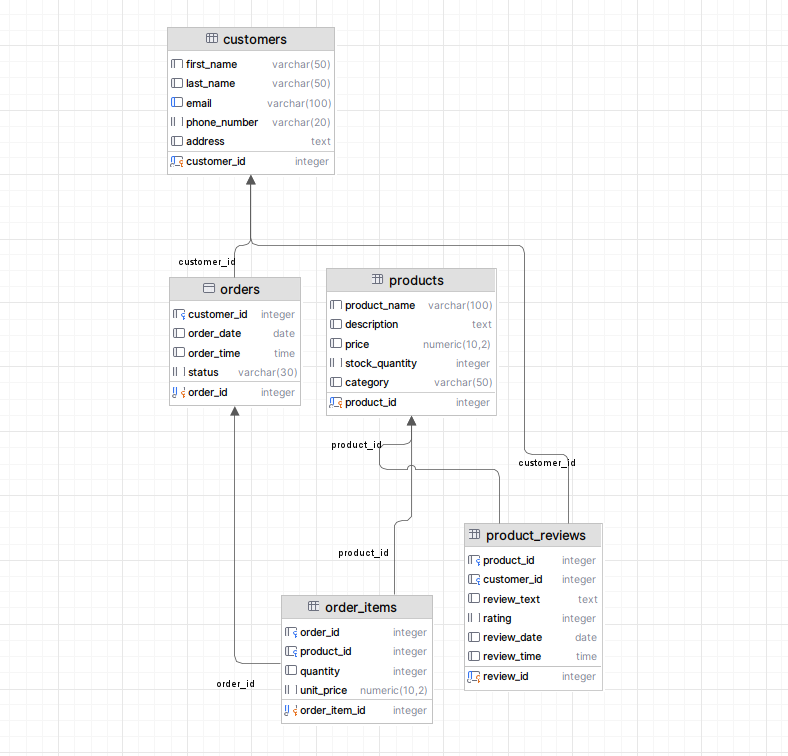 customers
first_name varchar(50)
last_name varchar(50)
email varchar(100)
phone_number varchar(20)
address text
customer_id integer
customer_id
orders
customer_id integer
order_date date
order_time time
status varchar(30)
order_id integer
products
product_name varchar(100)
description text
price numeric(10,2)
stock_quantity integer
category varchar(50)
product_id integer
product_id
customer_id
product_id
product_reviews
product_id integer
customer_id integer
review_text text
rating integer
review_date date
review_time time
review_id integer
order_items
order_id integer
product_id integer
quantity integer
unit_price numeric(10,2)
order_item_id integer
order_id